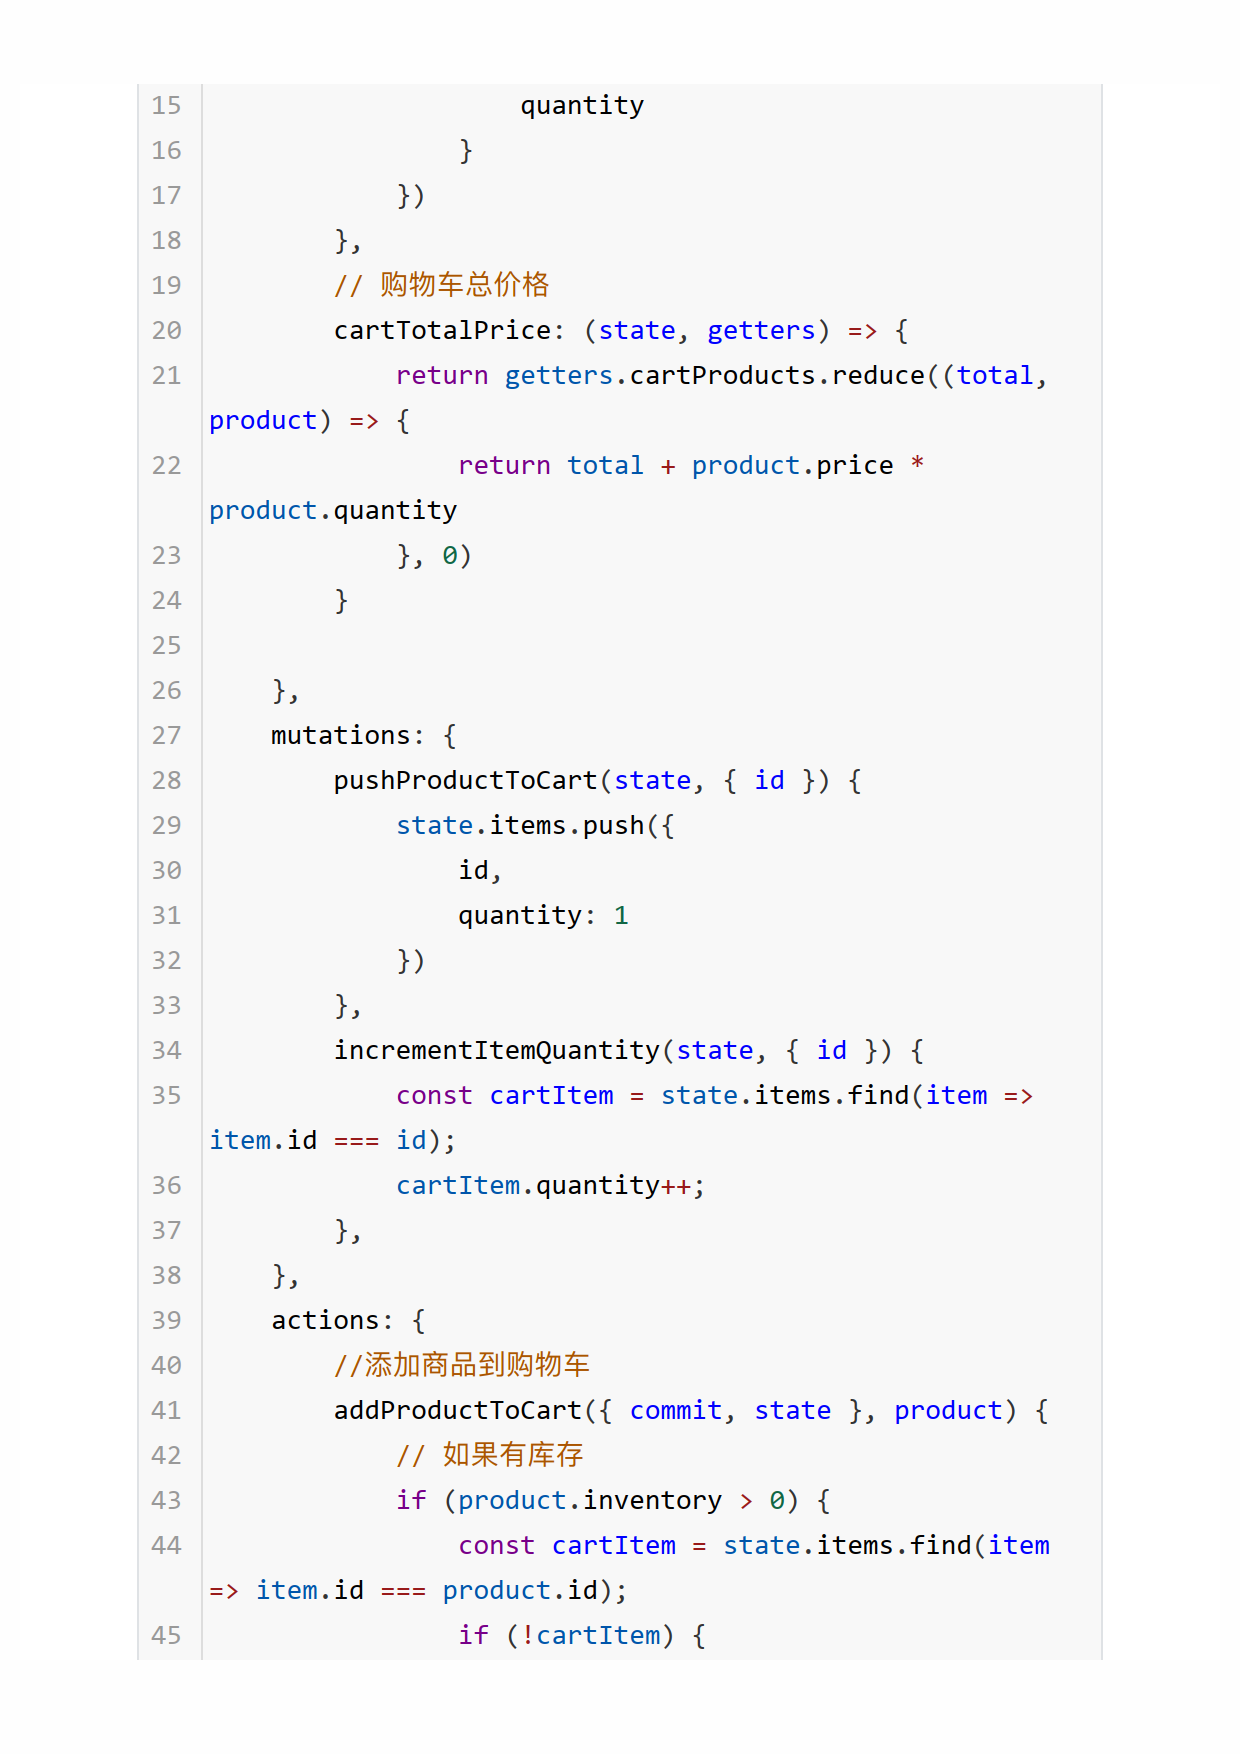 15                    quantity
16                }
17            })
18        },
19        // 购物车总价格
20        cartTotalPrice: (state, getters) => {
21            return getters.cartProducts.reduce((total,
product) => {
22                return total + product.price *
product.quantity
23            }, 0)
24        }
25
26    },
27    mutations: {
28        pushProductToCart(state, { id }) {
29            state.items.push({
30                id,
31                quantity: 1
32            })
33        },
34        incrementItemQuantity(state, { id }) {
35            const cartItem = state.items.find(item =>
item.id === id);
36            cartItem.quantity++;
37        },
38    },
39    actions: {
40        //添加商品到购物车
41        addProductToCart({ commit, state }, product) {
42            // 如果有库存
43            if (product.inventory > 0) {
44                const cartItem = state.items.find(item
=> item.id === product.id);
45                if (!cartItem) {